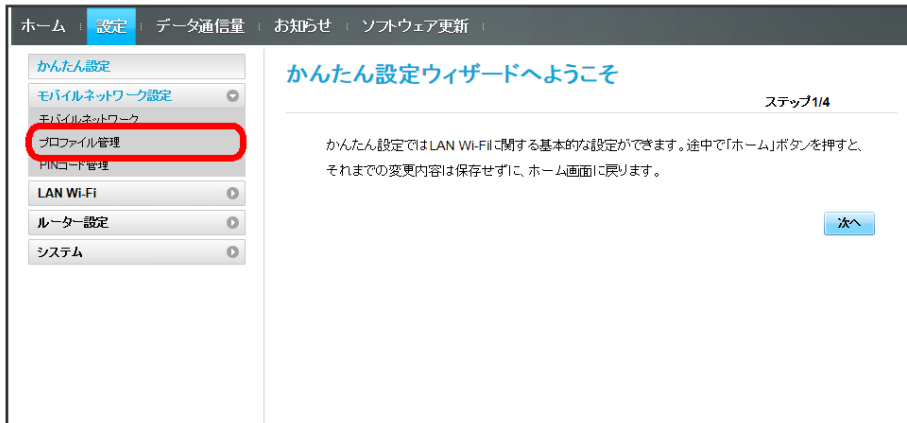 ホーム 設定 データ通信量 お知らせ ソフトウェア更新
かんたん設定
モバイルネットワーク設定
モバイルネットワーク
プロファイル管理
PINコード管理
LAN Wi-Fi
ルーター設定
システム
かんたん設定ウィザードへようこそ
ステップ1/4
かんたん設定ではLAN Wi-Fiに関する基本的な設定ができます。途中で「ホーム」ボタンを押すと、
それまでの変更内容は保存せずに、ホーム画面に戻ります。
次へ